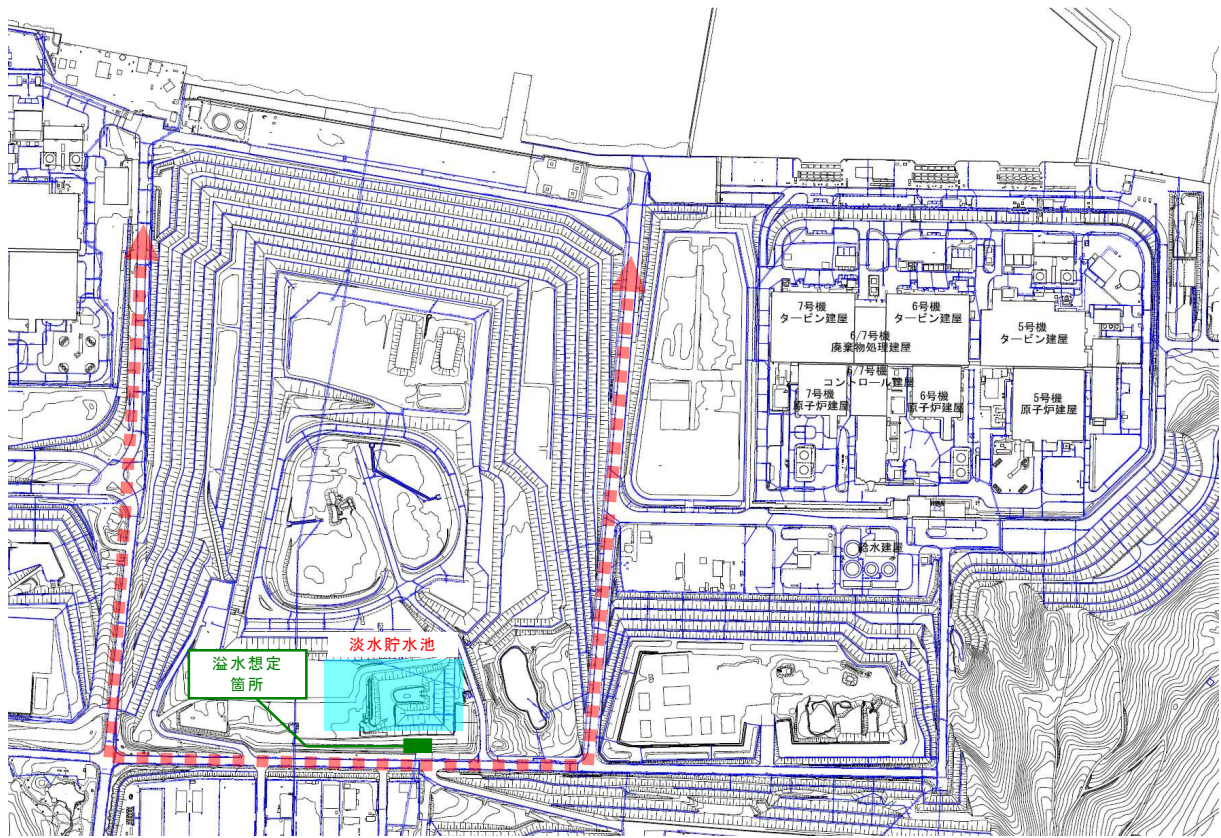 7号機
タービン建屋
6号機
タービン建屋
5号機
タービン建屋
6/7号機
廃棄物処理建屋
6/7号機
コントロール建屋
7号機
原子炉建屋
6号機
原子炉建屋
5号機
原子炉建屋
給水建屋
淡水貯水池
溢水想定
箇所